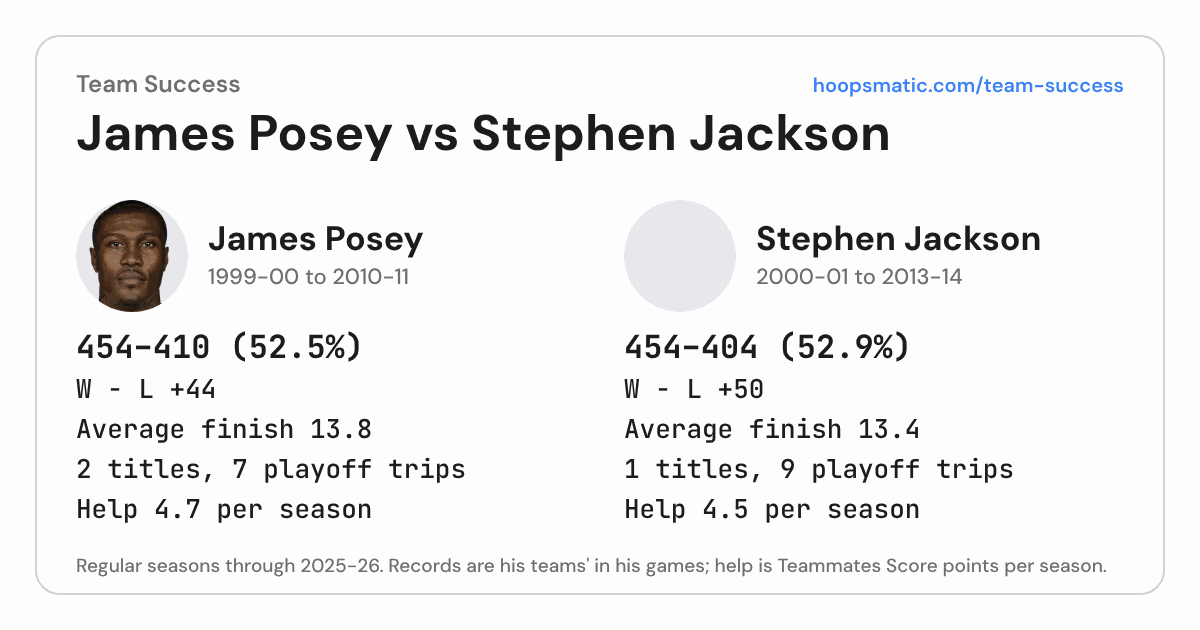 Team Success
hoopsmatic.com/team-success
James Posey vs Stephen Jackson
James Posey
1999-00 to 2010-11
454-410 (52.5%)
W - L +44
Average finish 13.8
2 titles, 7 playoff trips
Help 4.7 per season
Stephen Jackson
2000-01 to 2013-14
454-404 (52.9%)
W - L +50
Average finish 13.4
1 titles, 9 playoff trips
Help 4.5 per season
Regular seasons through 2025-26. Records are his teams' in his games; help is Teammates Score points per season.